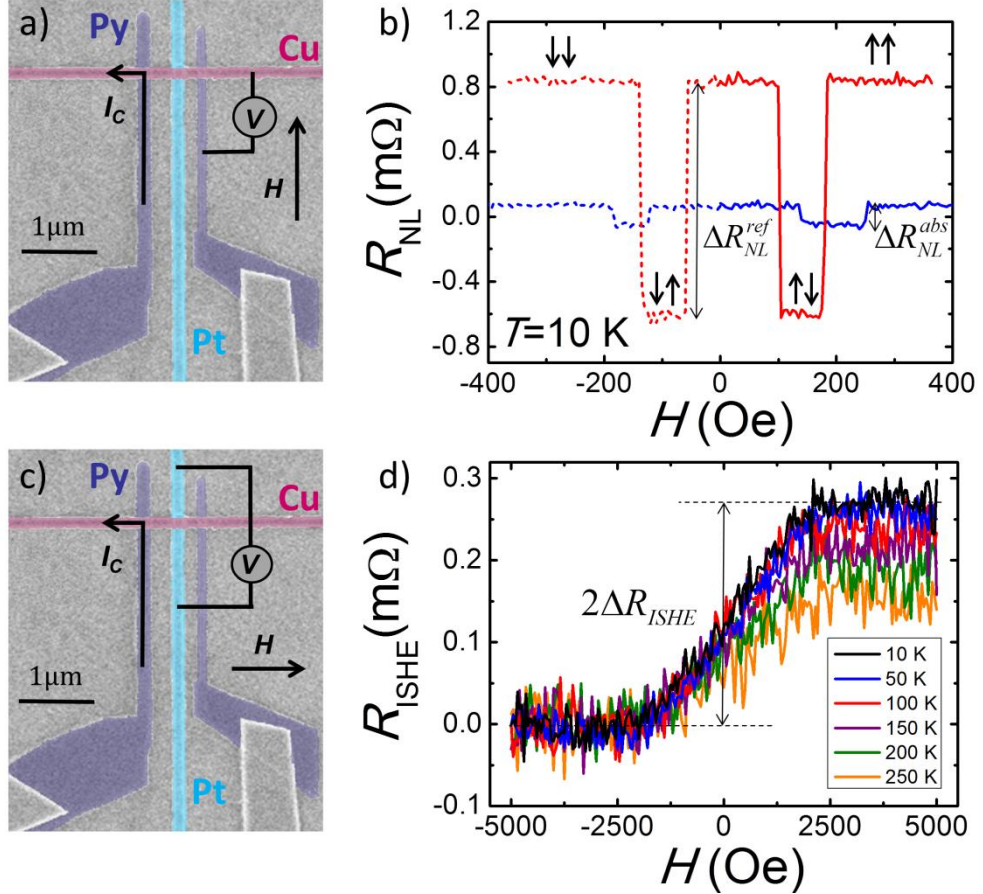 a)
Py
Cu
I_C
V
H
1μm
Pt
b)
R_NL (mΩ)
0.8
0.4
0.0
-0.4
-0.8
↓↓
↑↑
ΔR_NL^ref
ΔR_NL^abs
↓↑
↑↓
T=10 K
-400
-200
0
200
400
H (Oe)
c)
Py
Cu
I_C
V
H
1μm
Pt
d)
R_ISHE (mΩ)
0.3
0.2
0.1
0.0
-0.1
2ΔR_ISHE
10 K
50 K
100 K
150 K
200 K
250 K
-5000
-2500
0
2500
5000
H (Oe)